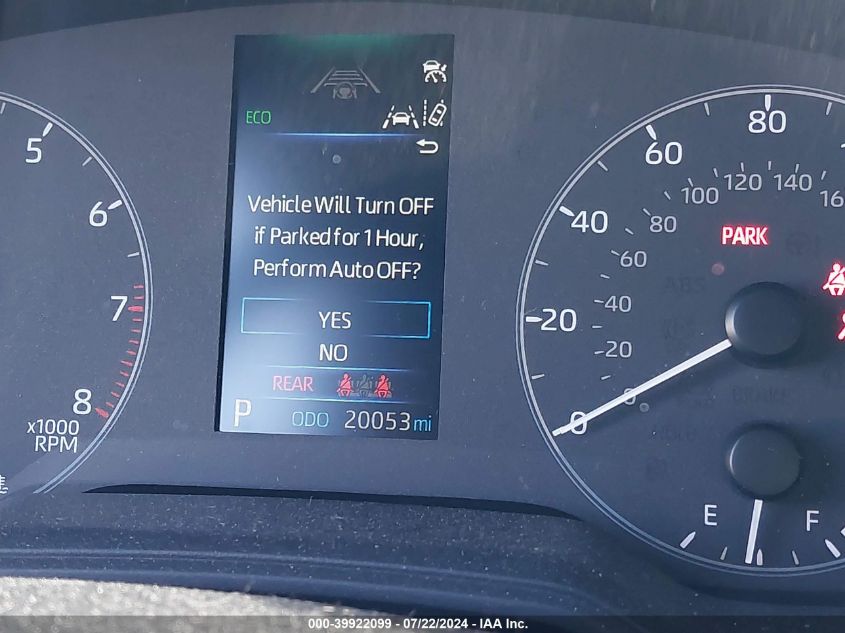 5
6
7
8
x1000
RPM
ECO
Vehicle Will Turn OFF
if Parked for 1 Hour,
Perform Auto OFF?
YES
NO
REAR
P ODO 20053 mi
0
20
40
60
80
0
20
40
60
80
100
120
140
PARK
ABS
E F
000-39922099 - 07/22/2024 - IAA Inc.